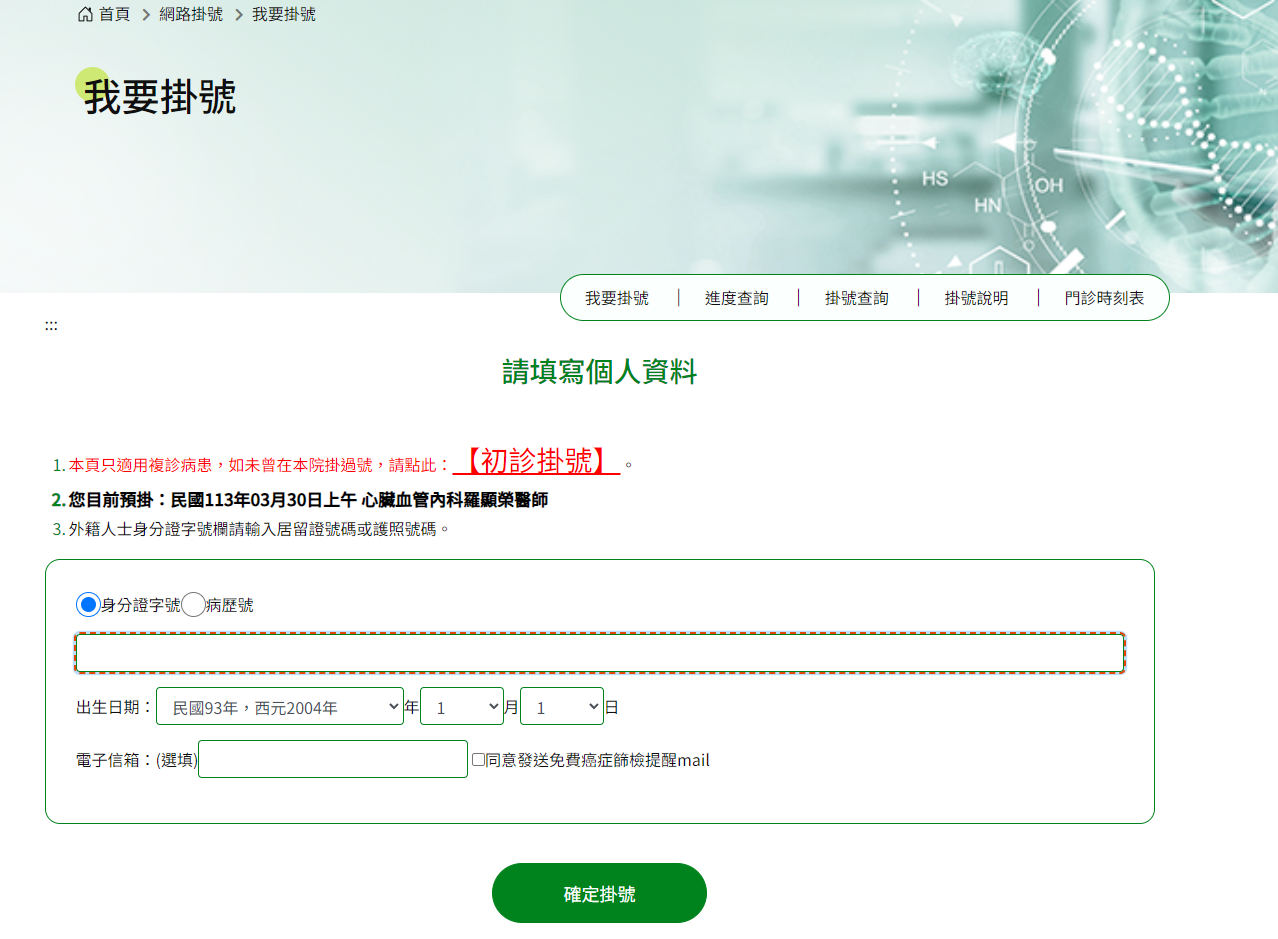 首頁 > 網路掛號 > 我要掛號
我要掛號
HS
OH
HN
我要掛號 | 進度查詢 | 掛號查詢 | 掛號說明 | 門診時刻表
:::
請填寫個人資料
1. 本頁只適用複診病患，如未曾在本院掛過號，請點此：【初診掛號】。
2. 您目前預掛：民國113年03月30日上午 心臟血管內科羅顯榮醫師
3. 外籍人士身分證字號欄請輸入居留證號碼或護照號碼。
身分證字號 病歷號
出生日期： 民國93年，西元2004年 年 1 月 1 日
電子信箱：(選填) 同意發送免費癌症篩檢提醒mail
確定掛號